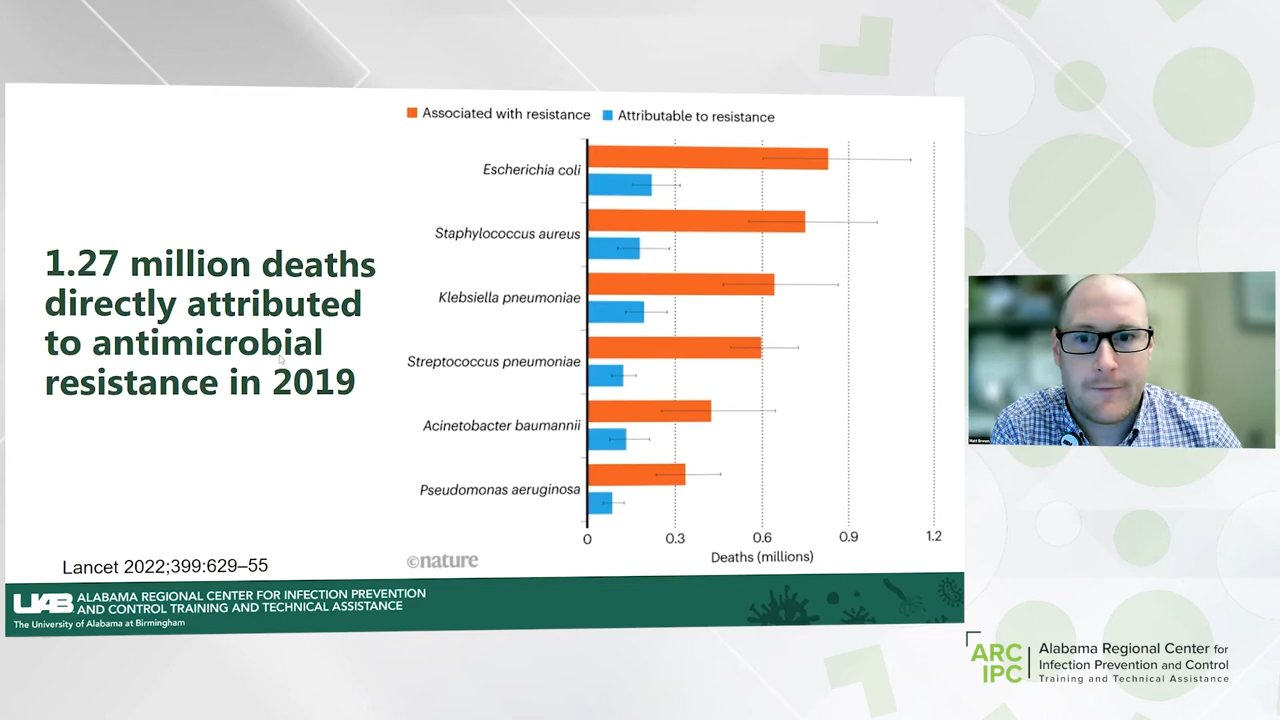 Associated with resistance
Attributable to resistance
Escherichia coli
Staphylococcus aureus
Klebsiella pneumoniae
Streptococcus pneumoniae
Acinetobacter baumannii
Pseudomonas aeruginosa
0 0.3 0.6 0.9 1.2
Deaths (millions)
©nature
1.27 million deaths
directly attributed
to antimicrobial
resistance in 2019
Lancet 2022;399:629–55
UAB
ALABAMA REGIONAL CENTER FOR INFECTION PREVENTION
AND CONTROL TRAINING AND TECHNICAL ASSISTANCE
The University of Alabama at Birmingham
Matt Brown
ARC
IPC
Alabama Regional Center for
Infection Prevention and Control
Training and Technical Assistance